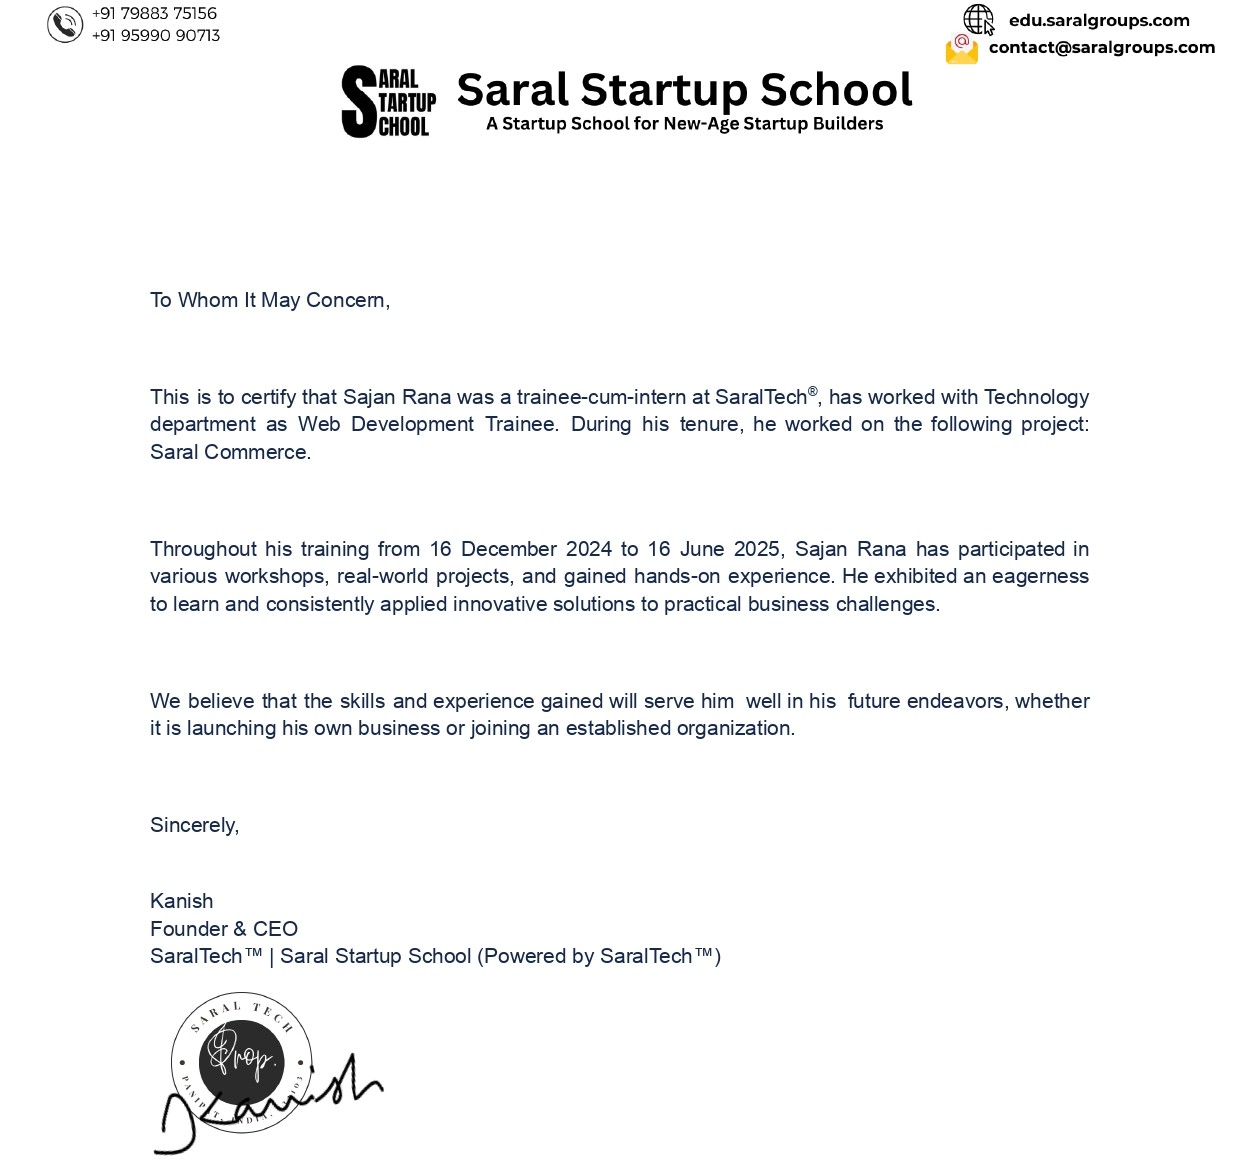 +91 79883 75156
+91 95990 90713
edu.saralgroups.com
contact@saralgroups.com
SARAL
STARTUP
SCHOOL
Saral Startup School
A Startup School for New-Age Startup Builders
To Whom It May Concern,
This is to certify that Sajan Rana was a trainee-cum-intern at SaralTech®, has worked with Technology
department as Web Development Trainee. During his tenure, he worked on the following project:
Saral Commerce.
Throughout his training from 16 December 2024 to 16 June 2025, Sajan Rana has participated in
various workshops, real-world projects, and gained hands-on experience. He exhibited an eagerness
to learn and consistently applied innovative solutions to practical business challenges.
We believe that the skills and experience gained will serve him well in his future endeavors, whether
it is launching his own business or joining an established organization.
Sincerely,
Kanish
Founder & CEO
SaralTech™ | Saral Startup School (Powered by SaralTech™)
SARAL TECH
Prop.
Kanish